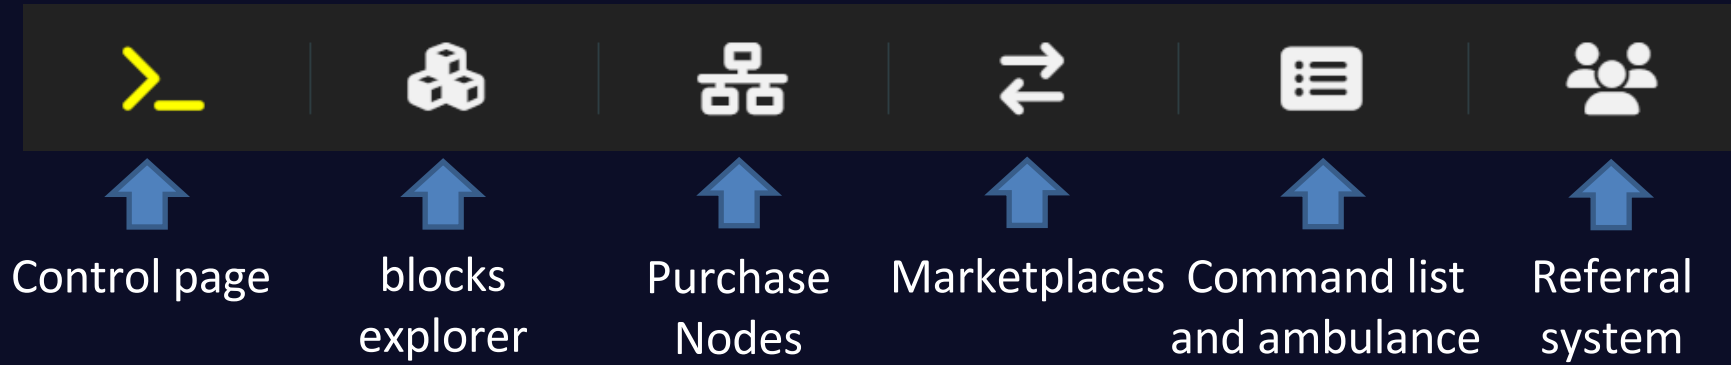 Control page
blocks
explorer
Purchase
Nodes
Marketplaces
Command list
and ambulance
Referral
system